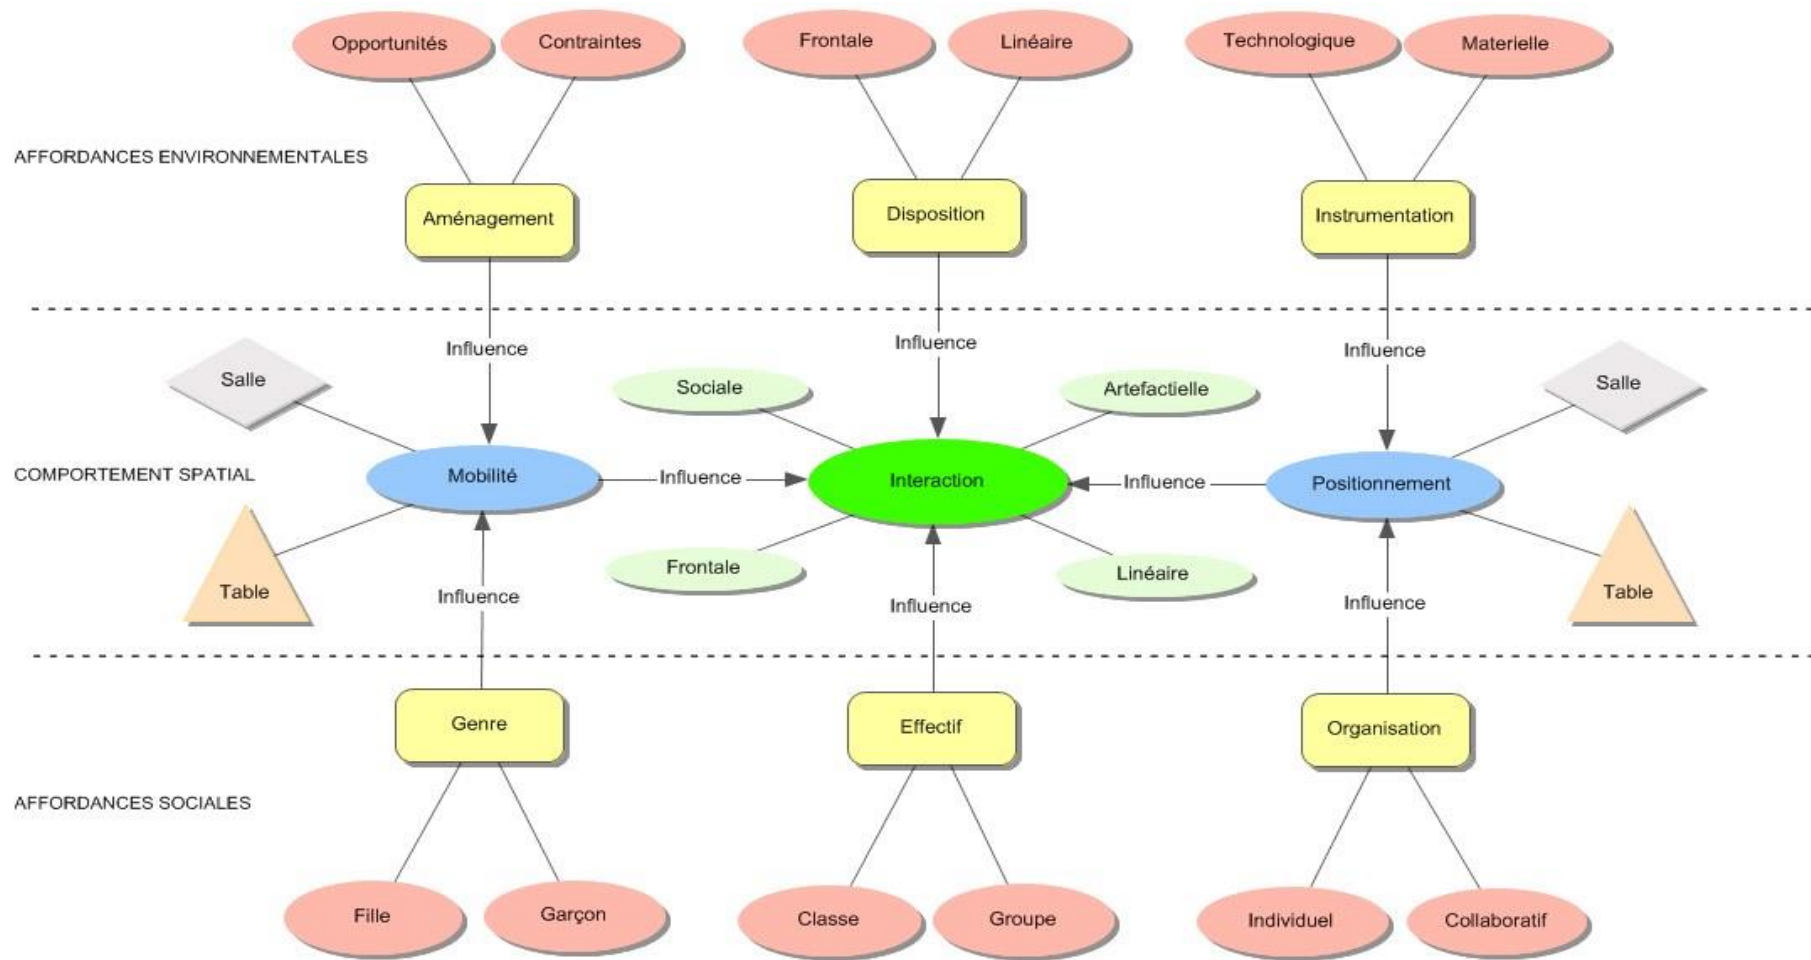 Opportunités
Contraintes
Frontale
Linéaire
Technologique
Materielle
AFFORDANCES ENVIRONNEMENTALES
Aménagement
Disposition
Instrumentation
Influence
Influence
Influence
Salle
Sociale
Artefactielle
Salle
COMPORTEMENT SPATIAL
Mobilité
Influence
Interaction
Influence
Positionnement
Table
Influence
Frontale
Influence
Linéaire
Influence
Table
Genre
Effectif
Organisation
AFFORDANCES SOCIALES
Fille
Garçon
Classe
Groupe
Individuel
Collaboratif